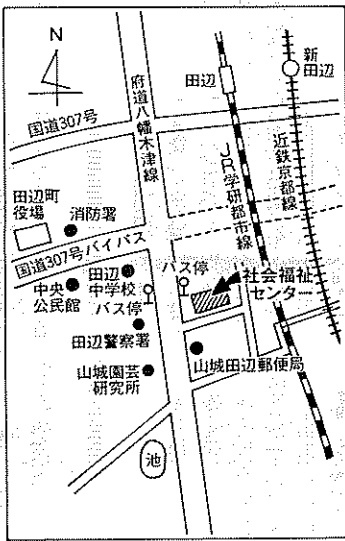 N
新
田辺
田辺
国道307号
府道八幡木津線
JR学研都市線
近鉄京都線
田辺町
役場
消防署
国道307号バイパス
中央
公民館
田辺
中学校
バス停
バス停
社会福祉
センター
田辺警察署
山城田辺郵便局
山城園芸
研究所
池